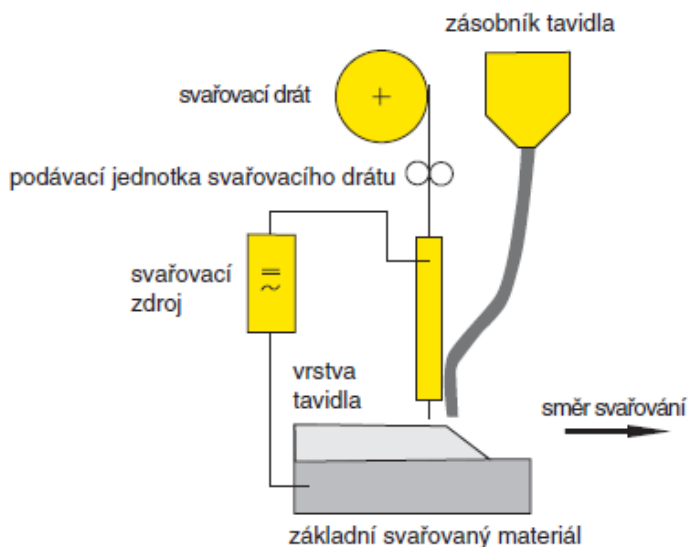 zásobník tavidla
svařovací drát
podávací jednotka svařovacího drátu
svařovací
zdroj
vrstva
tavidla
směr svařování
základní svařovaný materiál